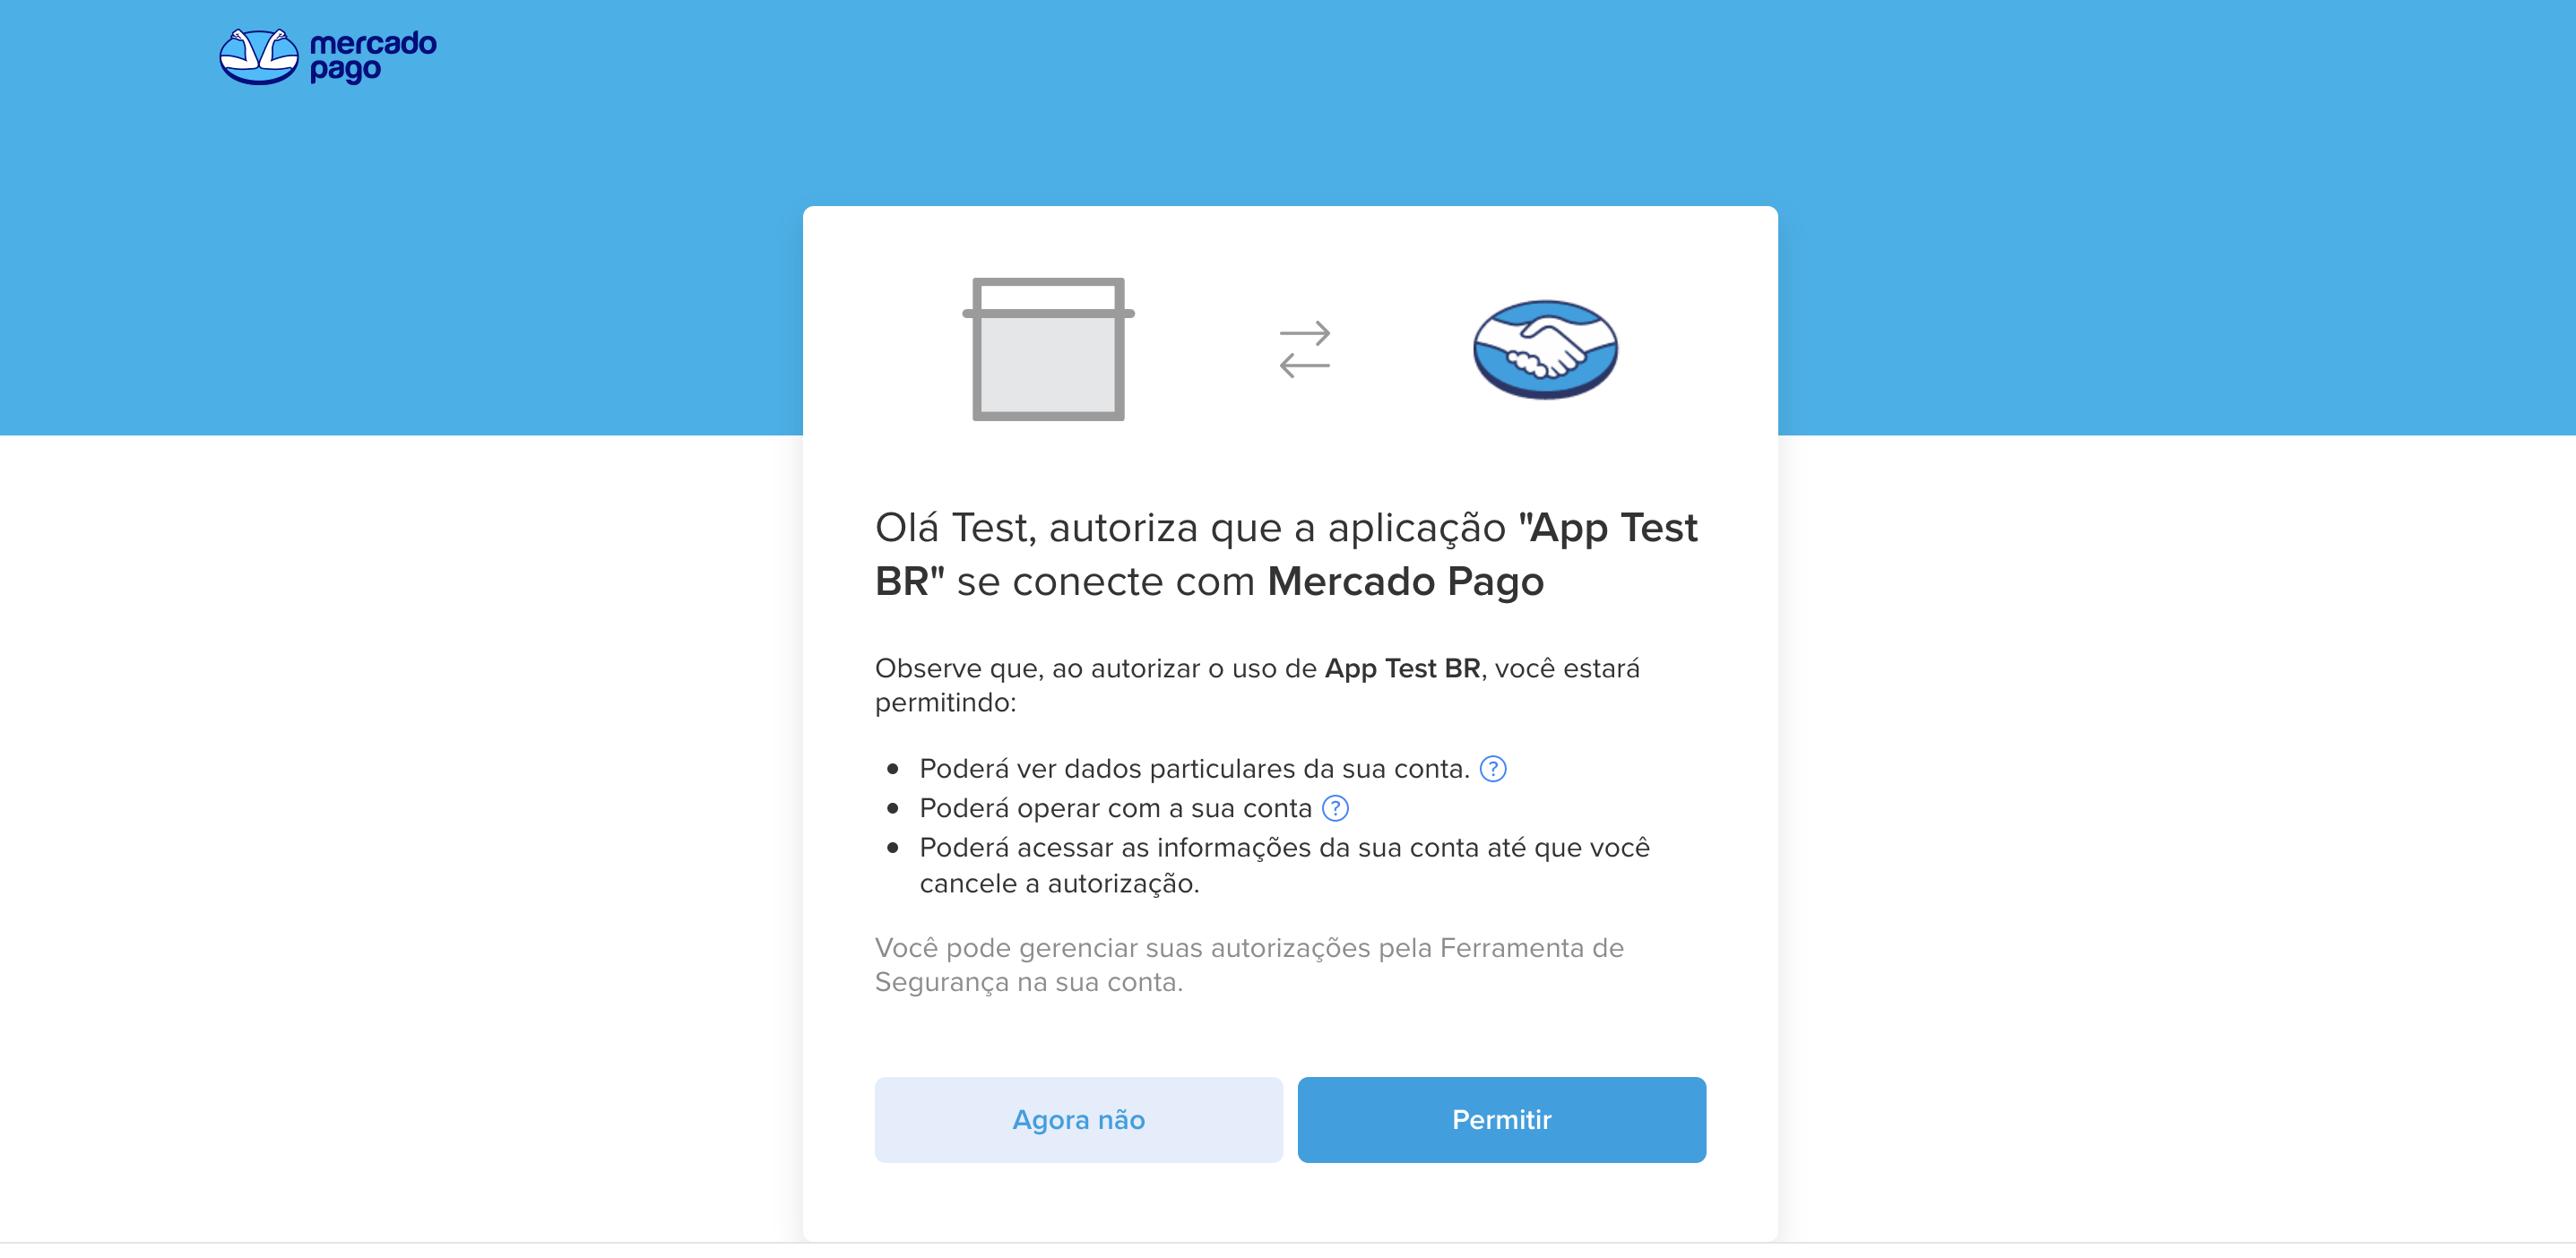 mercado
pago
Olá Test, autoriza que a aplicação "App Test
BR" se conecte com Mercado Pago
Observe que, ao autorizar o uso de App Test BR, você estará
permitindo:
Poderá ver dados particulares da sua conta. ?
Poderá operar com a sua conta ?
Poderá acessar as informações da sua conta até que você
cancele a autorização.
Você pode gerenciar suas autorizações pela Ferramenta de
Segurança na sua conta.
Agora não
Permitir